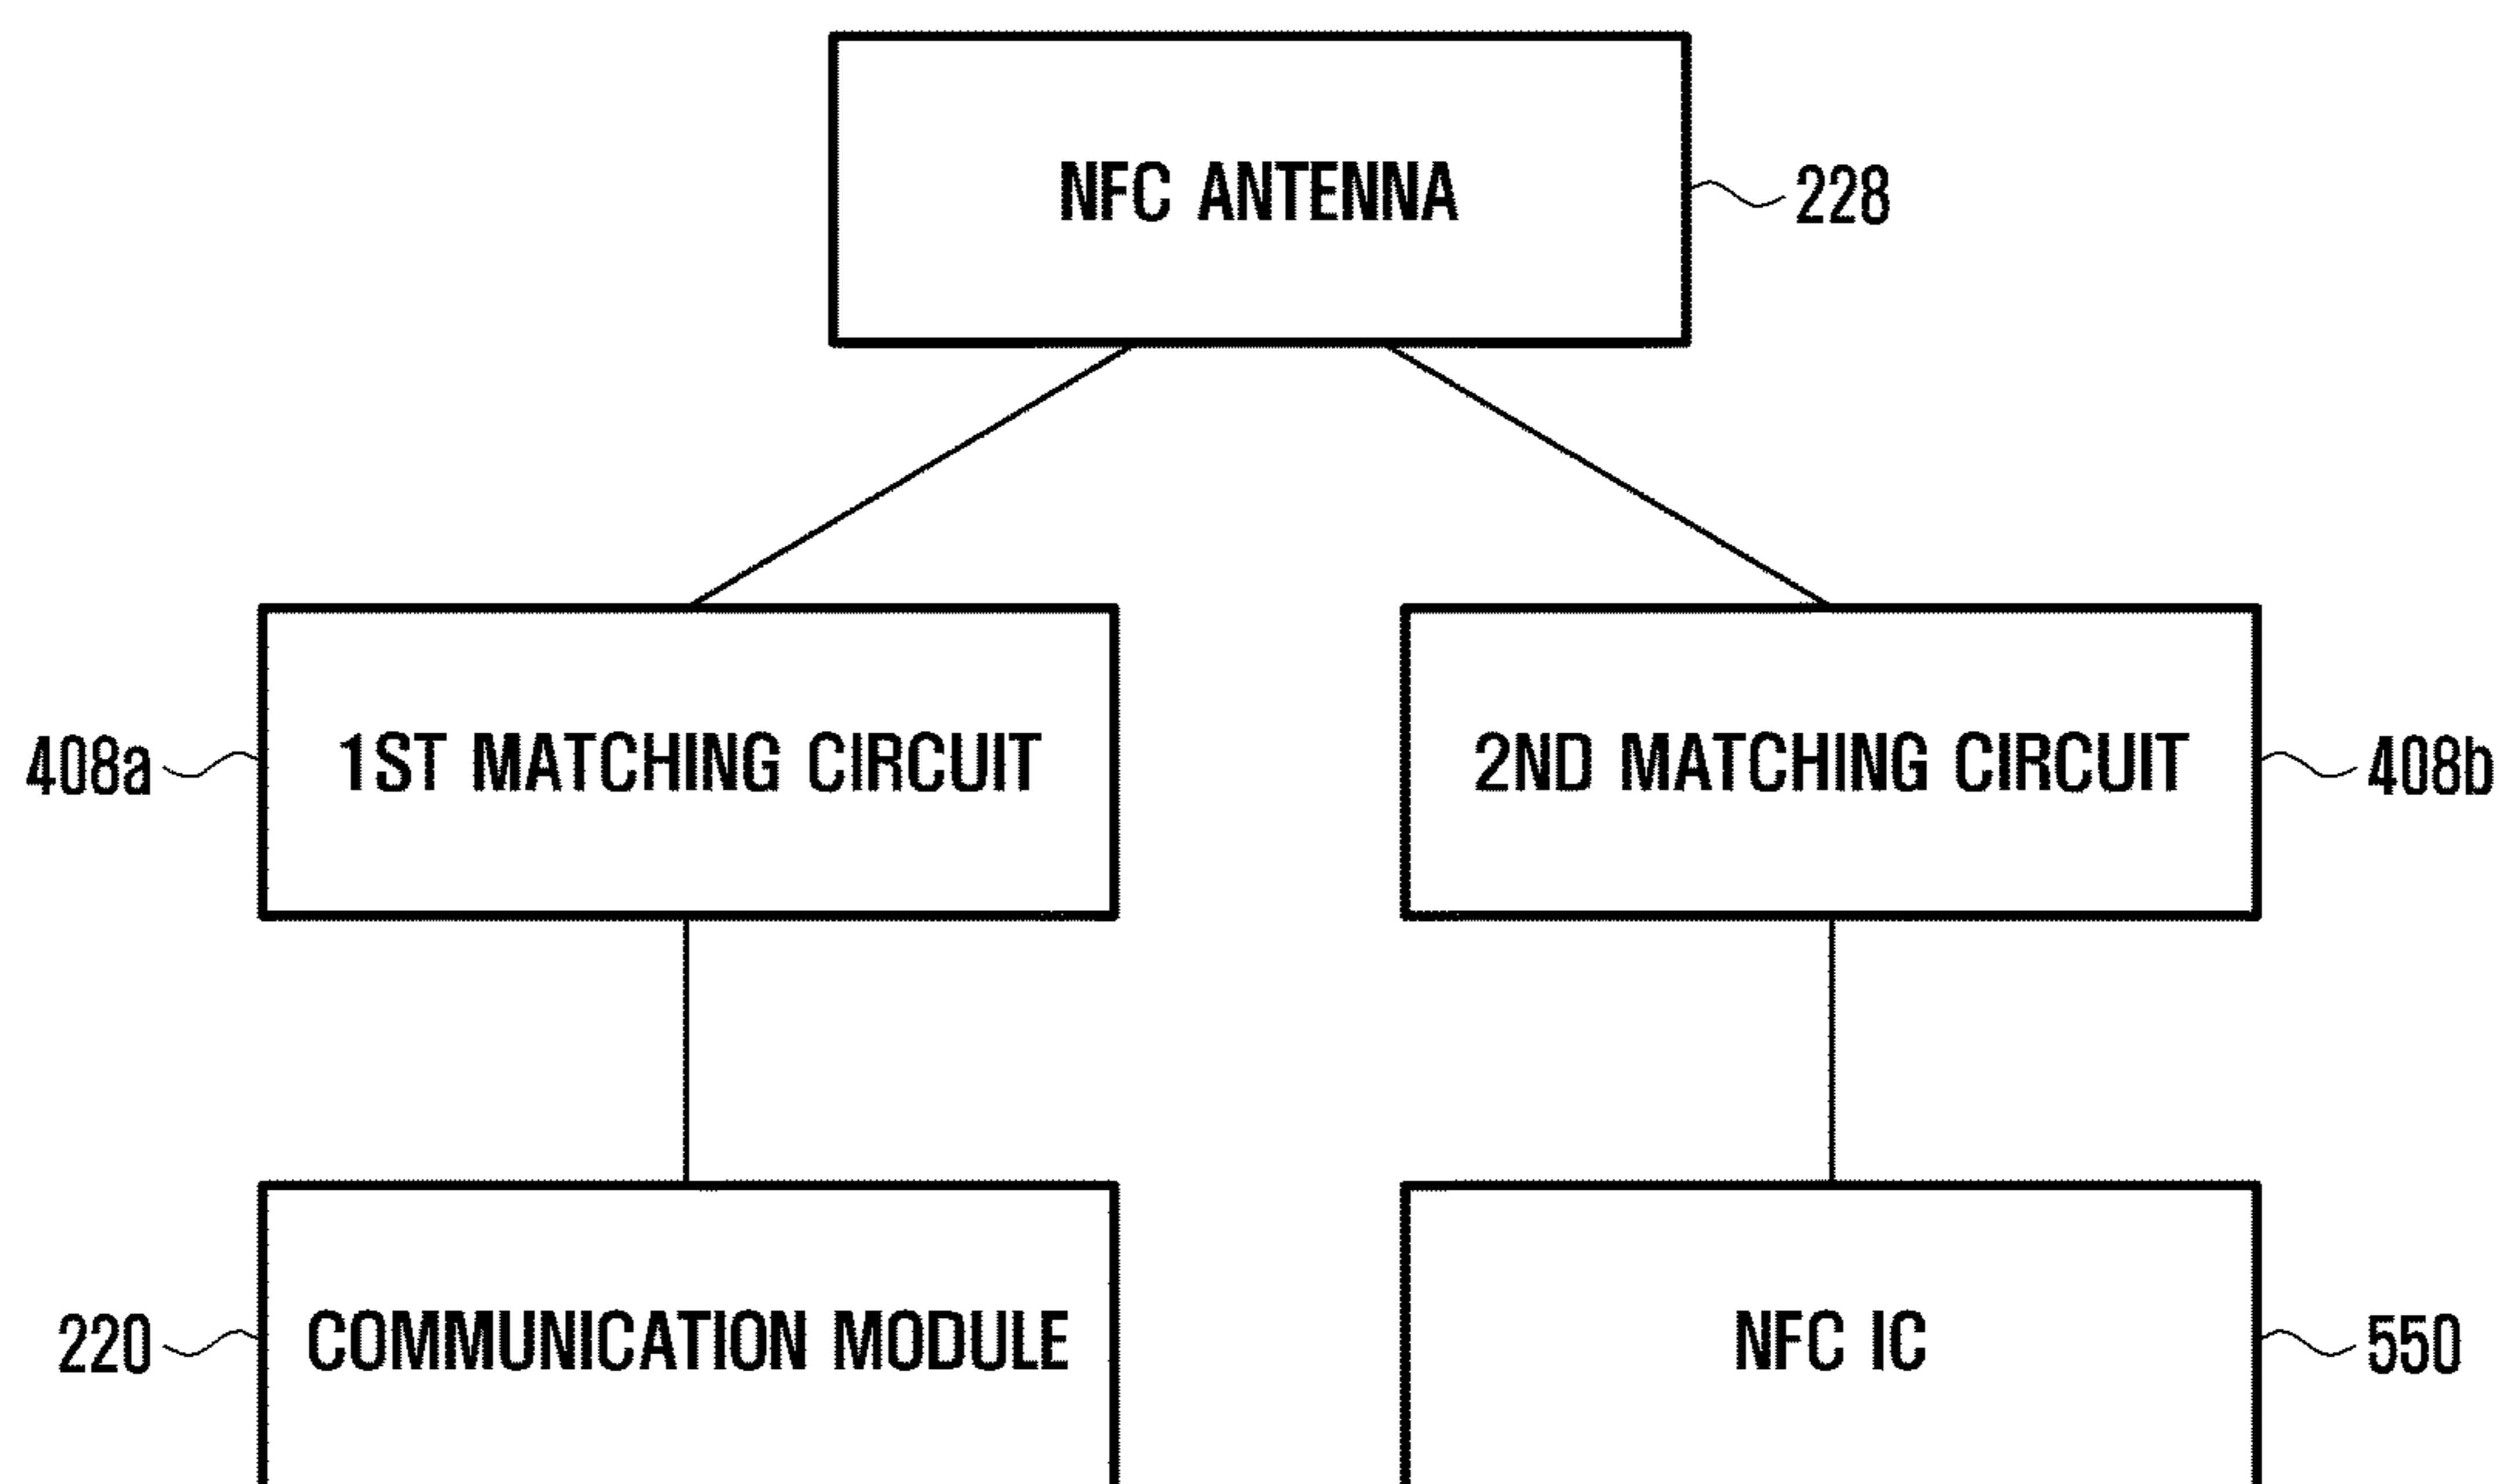 NFC ANTENNA 228
408a 1ST MATCHING CIRCUIT 2ND MATCHING CIRCUIT 408b
220 COMMUNICATION MODULE NFC IC 550